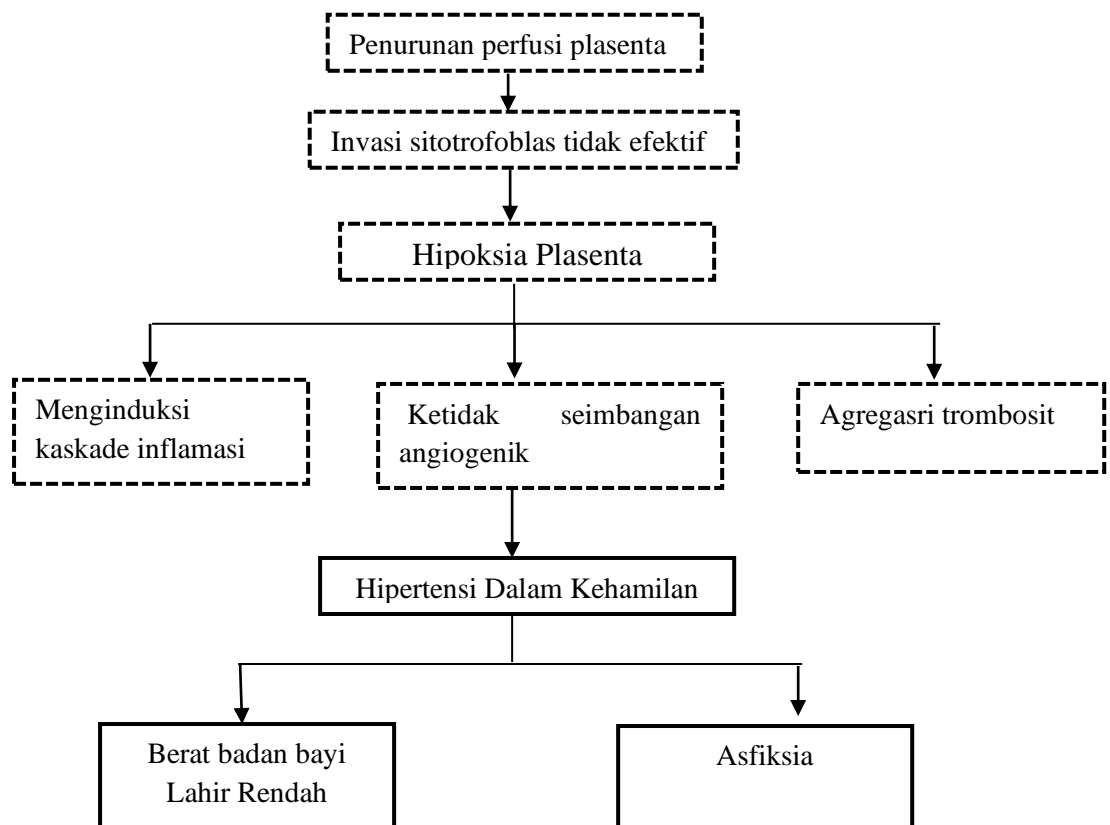 Penurunan perfusi plasenta
Invasi sitotrofoblas tidak efektif
Hipoksia Plasenta
Menginduksi
kaskade inflamasi
Ketidak seimbangan
angiogenik
Agregasri trombosit
Hipertensi Dalam Kehamilan
Berat badan bayi
Lahir Rendah
Asfiksia